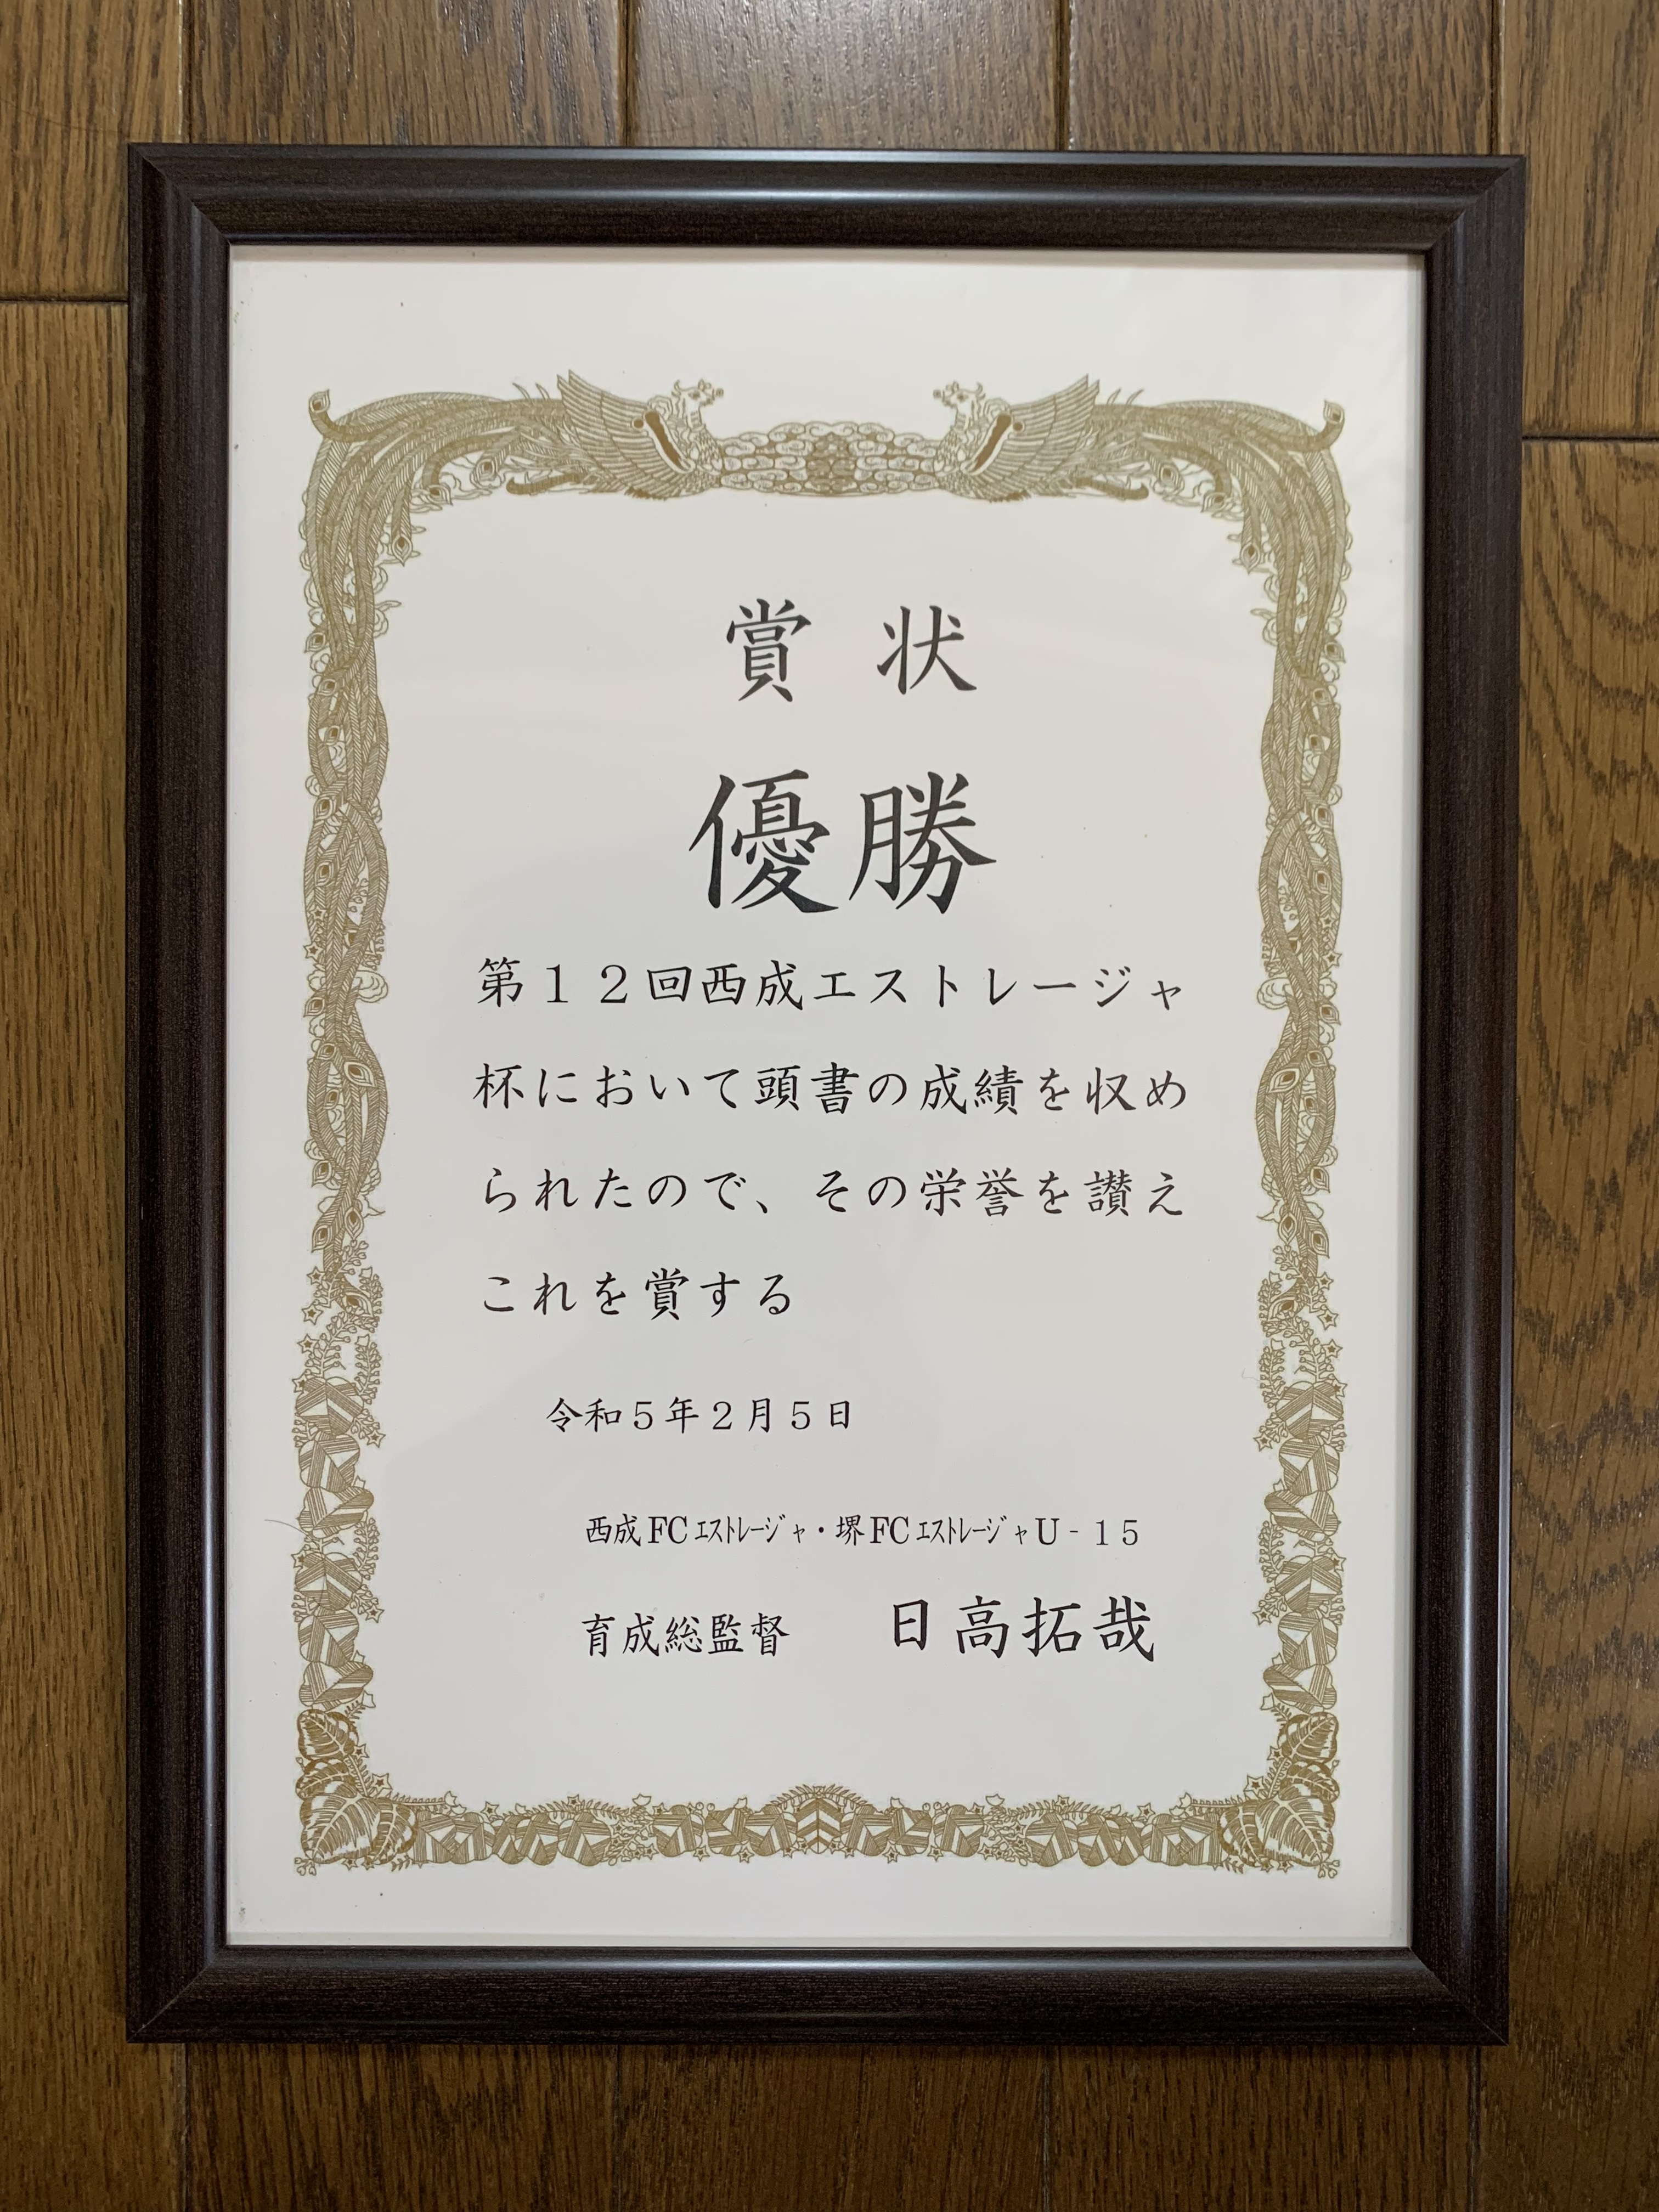 賞状
優勝
第１２回西成エストレージャ
杯において頭書の成績を収め
られたので、その栄誉を讃え
これを賞する
令和５年２月５日
西成FCｴｽﾄﾚｰｼﾞｬ・堺FCｴｽﾄﾚｰｼﾞｬU‐１５
育成総監督　日高拓哉